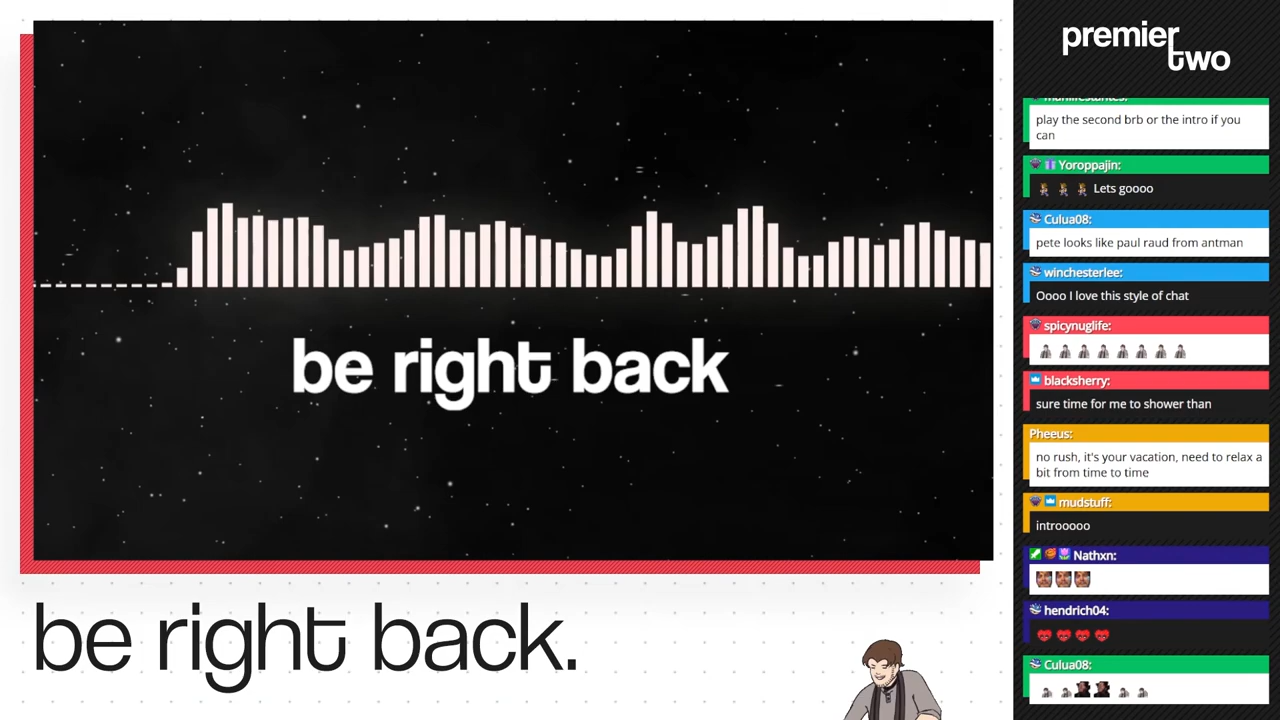 be right back
be right back.
premier
two
manifestarites:
play the second brb or the intro if you
can
Yoroppajin:
Lets goooo
Culua08:
pete looks like paul raud from antman
winchesterlee:
Oooo I love this style of chat
spicynuglife:
blacksherry:
sure time for me to shower than
Pheeus:
no rush, it's your vacation, need to relax a
bit from time to time
mudstuff:
introoooo
Nathxn:
hendrich04:
Culua08: